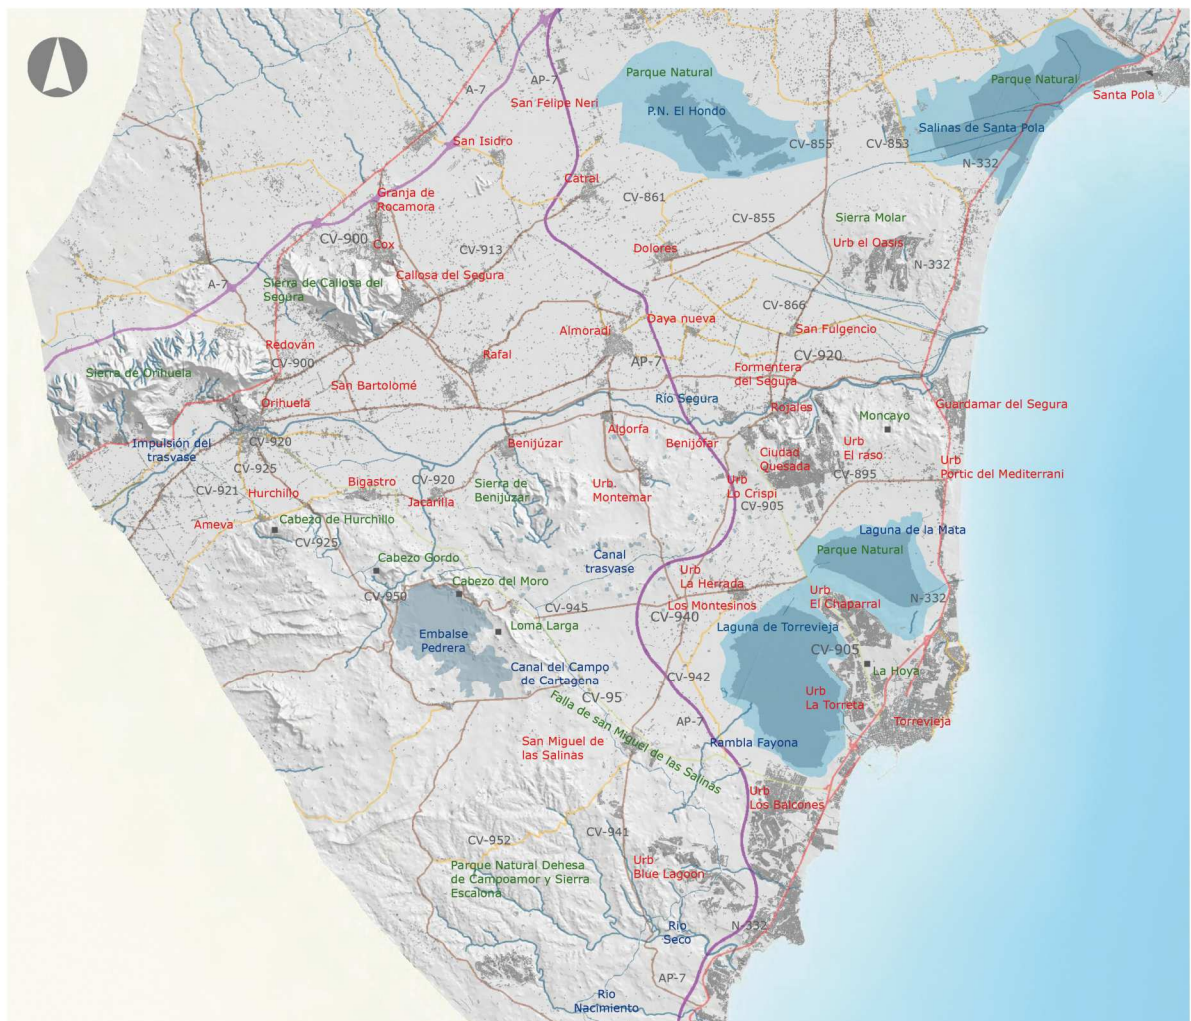 Parque Natural
AP-7
A-7
San Felipe Neri
P.N. El Hondo
Parque Natural
Santa Pola
Salinas de Santa Pola
San Isidro
CV-855
CV-853
N-332
Catral
Granja de
Rocamora
CV-861
CV-855
Sierra Molar
CV-900
Cox
CV-913
Dolores
Urb el Oasis
N-332
Callosa del Segura
A-7
Sierra de Callosa del
Segura
CV-866
Daya nueva
Almoradí
San Fulgencio
Redován
Rafal
CV-900
AP-7
CV-920
Sierra de Orihuela
San Bartolomé
Formentera
del Segura
Orihuela
Río Segura
Rojales
Guardamar del Segura
Moncayo
Impulsión del
trasvase
CV-920
Benijúzar
Algorfa
Benijófar
Ciudad
Quesada
Urb
El raso
Urb
Pórtic del Mediterrani
CV-925
CV-921
Hurchillo
Bigastro
CV-920
Jacarilla
Sierra de
Benijúzar
Urb.
Montemar
Urb
Lo Crispi
CV-895
CV-905
Ameva
Cabezo de Hurchillo
CV-925
Laguna de la Mata
Parque Natural
Cabezo Gordo
Canal
trasvase
Cabezo del Moro
CV-950
Urb
La Herrada
Urb.
El Chaparral
N-332
CV-945
Los Montesinos
CV-940
Loma Larga
Laguna de Torrevieja
Embalse
Pedrera
CV-905
La Hoya
Canal del Campo
de Cartagena
CV-942
CV-95
Urb
La Torreta
Falla de san Miguel de las Salinas
AP-7
Torrevieja
San Miguel de
las Salinas
Rambla Fayona
Urb
Los Balcones
CV-952
CV-941
Parque Natural Dehesa
de Campoamor y Sierra
Escalona
Urb
Blue Lagoon
Río
Seco
N-332
AP-7
Río
Nacimiento